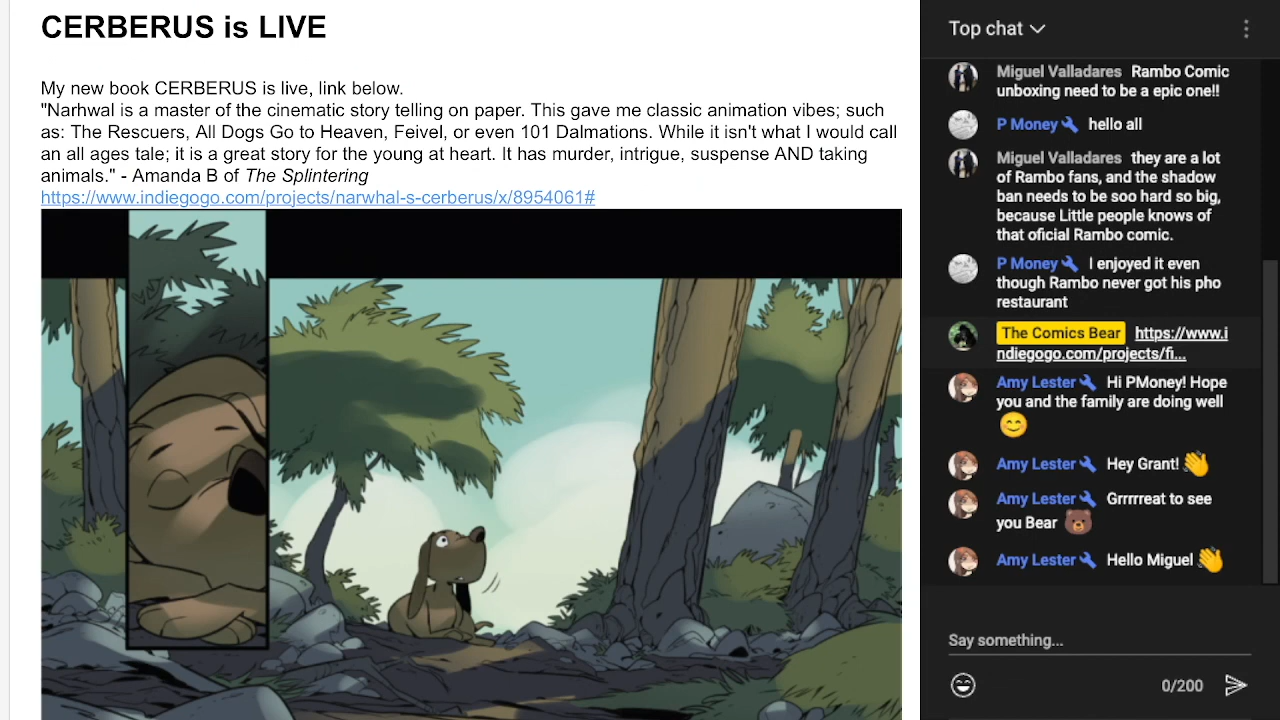 CERBERUS is LIVE
My new book CERBERUS is live, link below.
"Narhwal is a master of the cinematic story telling on paper. This gave me classic animation vibes; such
as: The Rescuers, All Dogs Go to Heaven, Feivel, or even 101 Dalmations. While it isn't what I would call
an all ages tale; it is a great story for the young at heart. It has murder, intrigue, suspense AND taking
animals." - Amanda B of The Splintering
https://www.indiegogo.com/projects/narwhal-s-cerberus/x/8954061#
Top chat
Miguel Valladares Rambo Comic
unboxing need to be a epic one!!
P Money hello all
Miguel Valladares they are a lot
of Rambo fans, and the shadow
ban needs to be soo hard so big,
because Little people knows of
that oficial Rambo comic.
P Money I enjoyed it even
though Rambo never got his pho
restaurant
The Comics Bear https://www.i
ndiegogo.com/projects/fi...
Amy Lester Hi PMoney! Hope
you and the family are doing well
😊
Amy Lester Hey Grant! 👋
Amy Lester Grrrrreat to see
you Bear 🐻
Amy Lester Hello Miguel 👋
Say something...
0/200